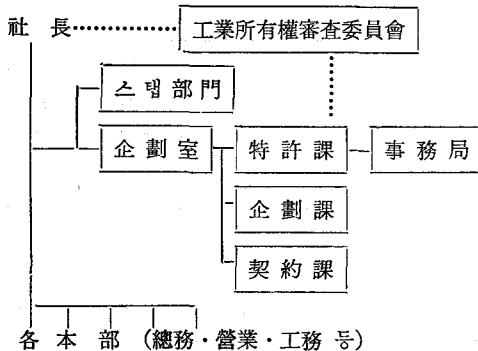 社長 工業所有權審查委員會
스탭部門
企劃室 特許課 事務局
企劃課
契約課
各本部 (總務·營業·工務 등)